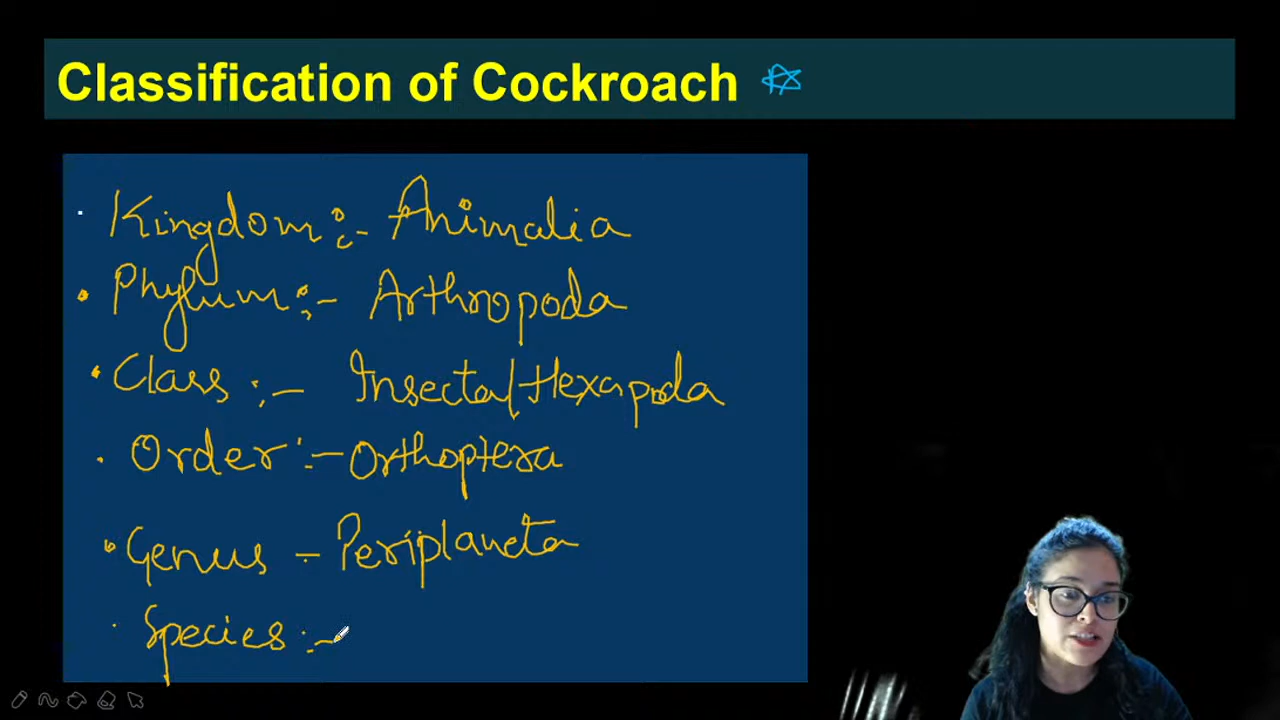 Classification of Cockroach
Kingdom :- Animalia
Phylum :- Arthropoda
Class :- Insecta/Hexapoda
Order :- Orthoptera
Genus - Periplaneta
Species :-